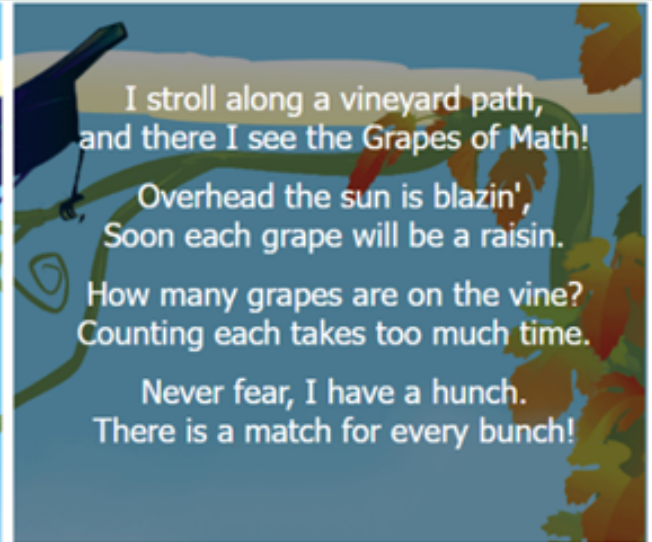 I stroll along a vineyard path,
and there I see the Grapes of Math!
Overhead the sun is blazin',
Soon each grape will be a raisin.
How many grapes are on the vine?
Counting each takes too much time.
Never fear, I have a hunch.
There is a match for every bunch!